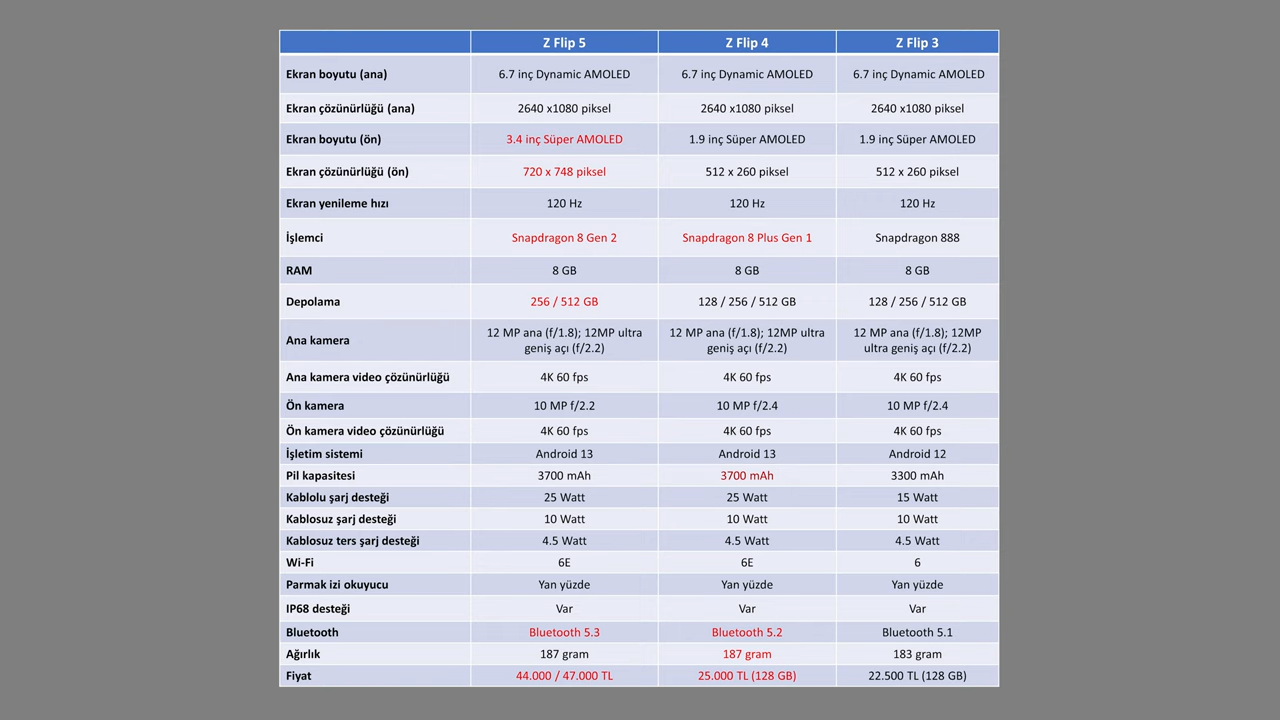 Z Flip 5 Z Flip 4 Z Flip 3
Ekran boyutu (ana) 6.7 inç Dynamic AMOLED 6.7 inç Dynamic AMOLED 6.7 inç Dynamic AMOLED
Ekran çözünürlüğü (ana) 2640 x1080 piksel 2640 x1080 piksel 2640 x1080 piksel
Ekran boyutu (ön) 3.4 inç Süper AMOLED 1.9 inç Süper AMOLED 1.9 inç Süper AMOLED
Ekran çözünürlüğü (ön) 720 x 748 piksel 512 x 260 piksel 512 x 260 piksel
Ekran yenileme hızı 120 Hz 120 Hz 120 Hz
İşlemci Snapdragon 8 Gen 2 Snapdragon 8 Plus Gen 1 Snapdragon 888
RAM 8 GB 8 GB 8 GB
Depolama 256 / 512 GB 128 / 256 / 512 GB 128 / 256 / 512 GB
Ana kamera 12 MP ana (f/1.8); 12MP ultra geniş açı (f/2.2) 12 MP ana (f/1.8); 12MP ultra geniş açı (f/2.2) 12 MP ana (f/1.8); 12MP ultra geniş açı (f/2.2)
Ana kamera video çözünürlüğü 4K 60 fps 4K 60 fps 4K 60 fps
Ön kamera 10 MP f/2.2 10 MP f/2.4 10 MP f/2.4
Ön kamera video çözünürlüğü 4K 60 fps 4K 60 fps 4K 60 fps
İşletim sistemi Android 13 Android 13 Android 12
Pil kapasitesi 3700 mAh 3700 mAh 3300 mAh
Kablolu şarj desteği 25 Watt 25 Watt 15 Watt
Kablosuz şarj desteği 10 Watt 10 Watt 10 Watt
Kablosuz ters şarj desteği 4.5 Watt 4.5 Watt 4.5 Watt
Wi-Fi 6E 6E 6
Parmak izi okuyucu Yan yüzde Yan yüzde Yan yüzde
IP68 desteği Var Var Var
Bluetooth Bluetooth 5.3 Bluetooth 5.2 Bluetooth 5.1
Ağırlık 187 gram 187 gram 183 gram
Fiyat 44.000 / 47.000 TL 25.000 TL (128 GB) 22.500 TL (128 GB)